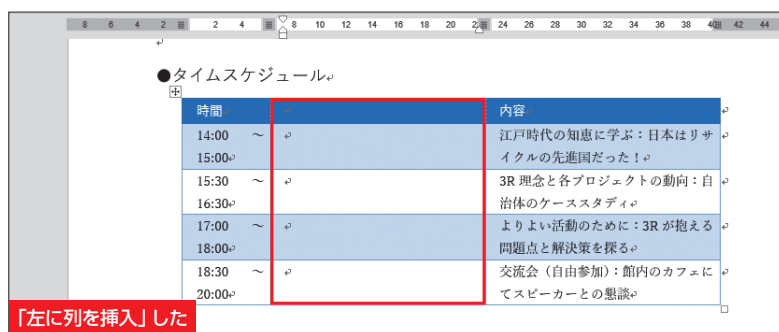 8 6 4 2 2 4 8 10 12 14 16 18 20 22 24 26 28 30 32 34 36 38 40 42 44
●タイムスケジュール
時間 内容
14:00 ～ 江戸時代の知恵に学ぶ：日本はリサ
15:00 イクルの先進国だった！
15:30 ～ 3R 理念と各プロジェクトの動向：自
16:30 治体のケーススタディ
17:00 ～ よりよい活動のために：3R が抱える
18:00 問題点と解決策を探る
18:30 ～ 交流会（自由参加）：館内のカフェに
20:00 てスピーカーとの懇談
「左に列を挿入」した